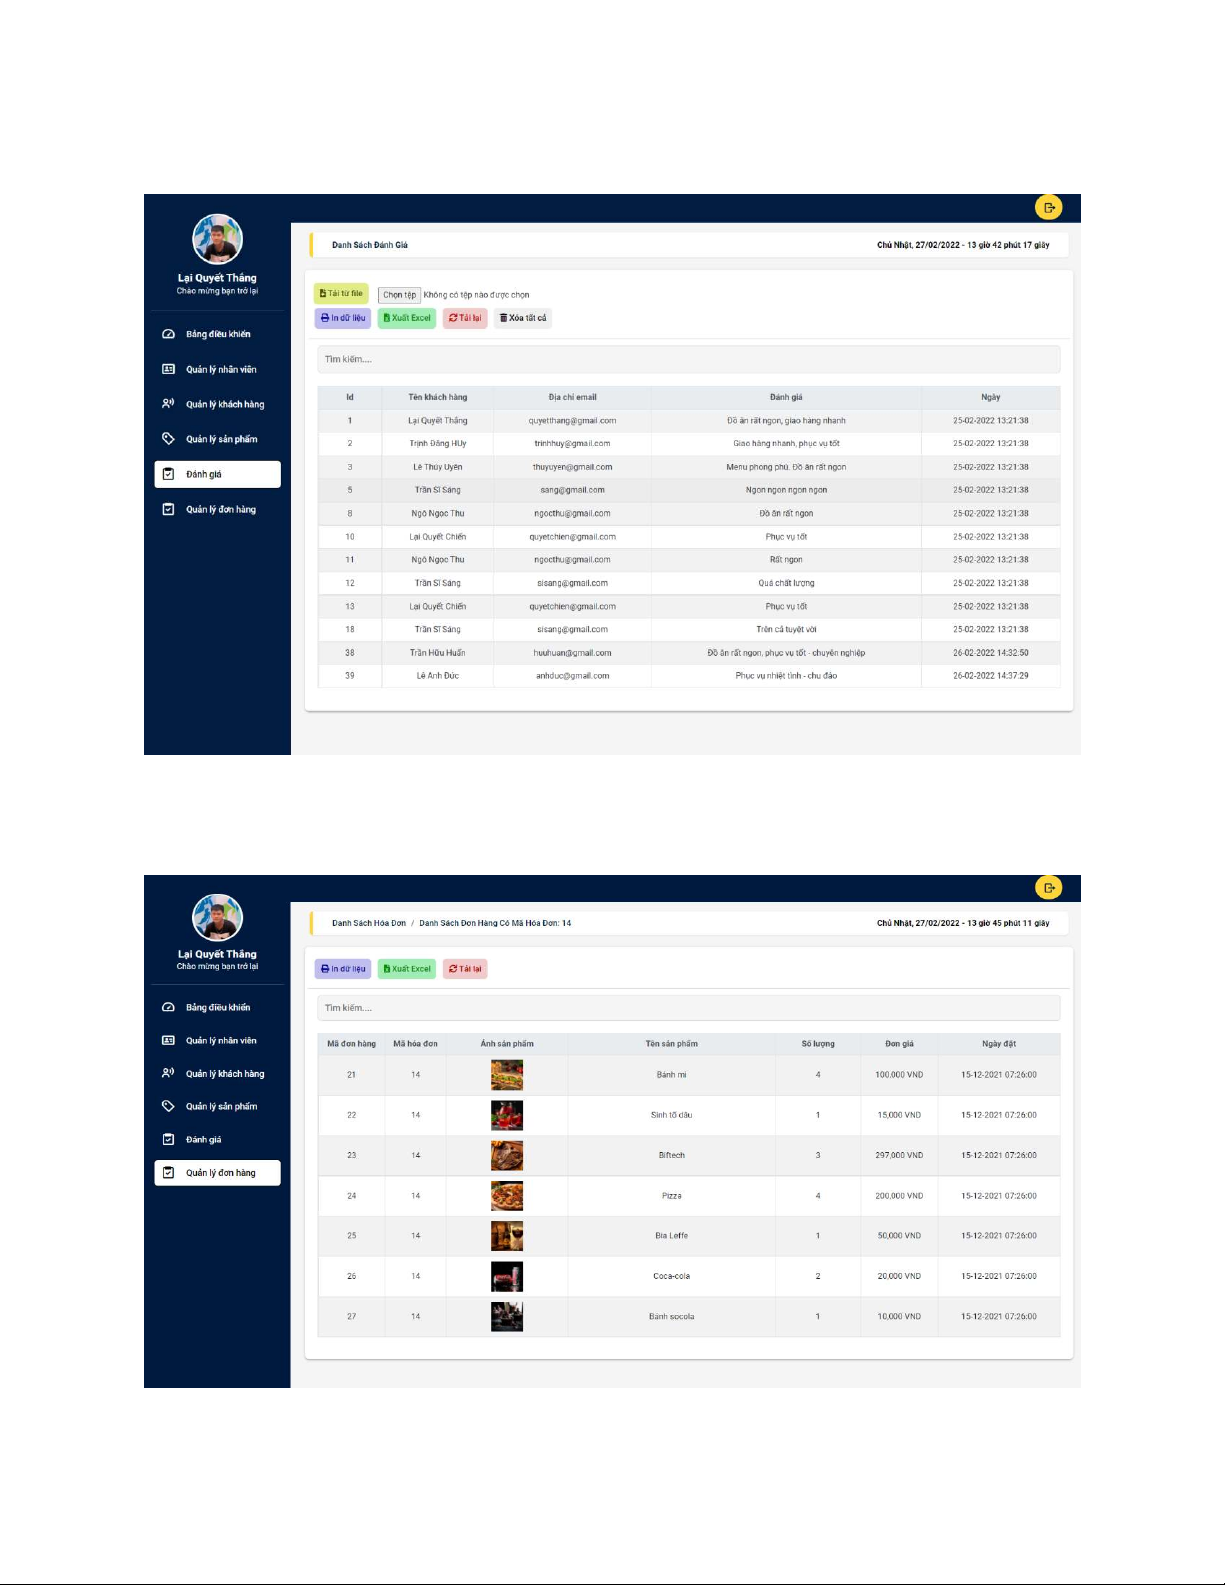 Lại Quyết Thắng
Chào mừng bạn trở lại
Bảng điều khiển
Quản lý nhân viên
Quản lý khách hàng
Quản lý sản phẩm
Đánh giá
Quản lý đơn hàng
Danh Sách Đánh Giá
Chủ Nhật, 27/02/2022 - 13 giờ 42 phút 17 giây
Tải từ file Chọn tệp Không có tệp nào được chọn
In dữ liệu Xuất Excel Tải lại Xóa tất cả
Tìm kiếm....
Id Tên khách hàng Địa chỉ email Đánh giá Ngày
1 Lại Quyết Thắng quyetthang@gmail.com Đồ ăn rất ngon, giao hàng nhanh 25-02-2022 13:21:38
2 Trịnh Đăng HUy trinhhuy@gmail.com Giao hàng nhanh, phục vụ tốt 25-02-2022 13:21:38
3 Lê Thúy Uyên thuyuyen@gmail.com Menu phong phú. Đồ ăn rất ngon 25-02-2022 13:21:38
5 Trần Sĩ Sáng sang@gmail.com Ngon ngon ngon ngon 25-02-2022 13:21:38
8 Ngô Ngọc Thu ngocthu@gmail.com Đồ ăn rất ngon 25-02-2022 13:21:38
10 Lại Quyết Chiến quyetchien@gmail.com Phục vụ tốt 25-02-2022 13:21:38
11 Ngô Ngọc Thu ngocthu@gmail.com Rất ngon 25-02-2022 13:21:38
12 Trần Sĩ Sáng sisang@gmail.com Quá chất lượng 25-02-2022 13:21:38
13 Lại Quyết Chiến quyetchien@gmail.com Phục vụ tốt 25-02-2022 13:21:38
18 Trần Sĩ Sáng sisang@gmail.com Trên cả tuyệt vời 25-02-2022 13:21:38
38 Trần Hữu Huấn huuhuan@gmail.com Đồ ăn rất ngon, phục vụ tốt - chuyên nghiệp 26-02-2022 14:32:50
39 Lê Anh Đức anhduc@gmail.com Phục vụ nhiệt tình - chu đáo 26-02-2022 14:37:29
Lại Quyết Thắng
Chào mừng bạn trở lại
Bảng điều khiển
Quản lý nhân viên
Quản lý khách hàng
Quản lý sản phẩm
Đánh giá
Quản lý đơn hàng
Danh Sách Hóa Đơn / Danh Sách Đơn Hàng Có Mã Hóa Đơn: 14
Chủ Nhật, 27/02/2022 - 13 giờ 45 phút 11 giây
In dữ liệu Xuất Excel Tải lại
Tìm kiếm....
Mã đơn hàng Mã hóa đơn Ảnh sản phẩm Tên sản phẩm Số lượng Đơn giá Ngày đặt
21 14 Bánh mì 4 100,000 VND 15-12-2021 07:26:00
22 14 Sinh tố dâu 1 15,000 VND 15-12-2021 07:26:00
23 14 Biftech 3 297,000 VND 15-12-2021 07:26:00
24 14 Pizza 4 200,000 VND 15-12-2021 07:26:00
25 14 Bia Leffe 1 50,000 VND 15-12-2021 07:26:00
26 14 Coca-cola 2 20,000 VND 15-12-2021 07:26:00
27 14 Bánh socola 1 10,000 VND 15-12-2021 07:26:00